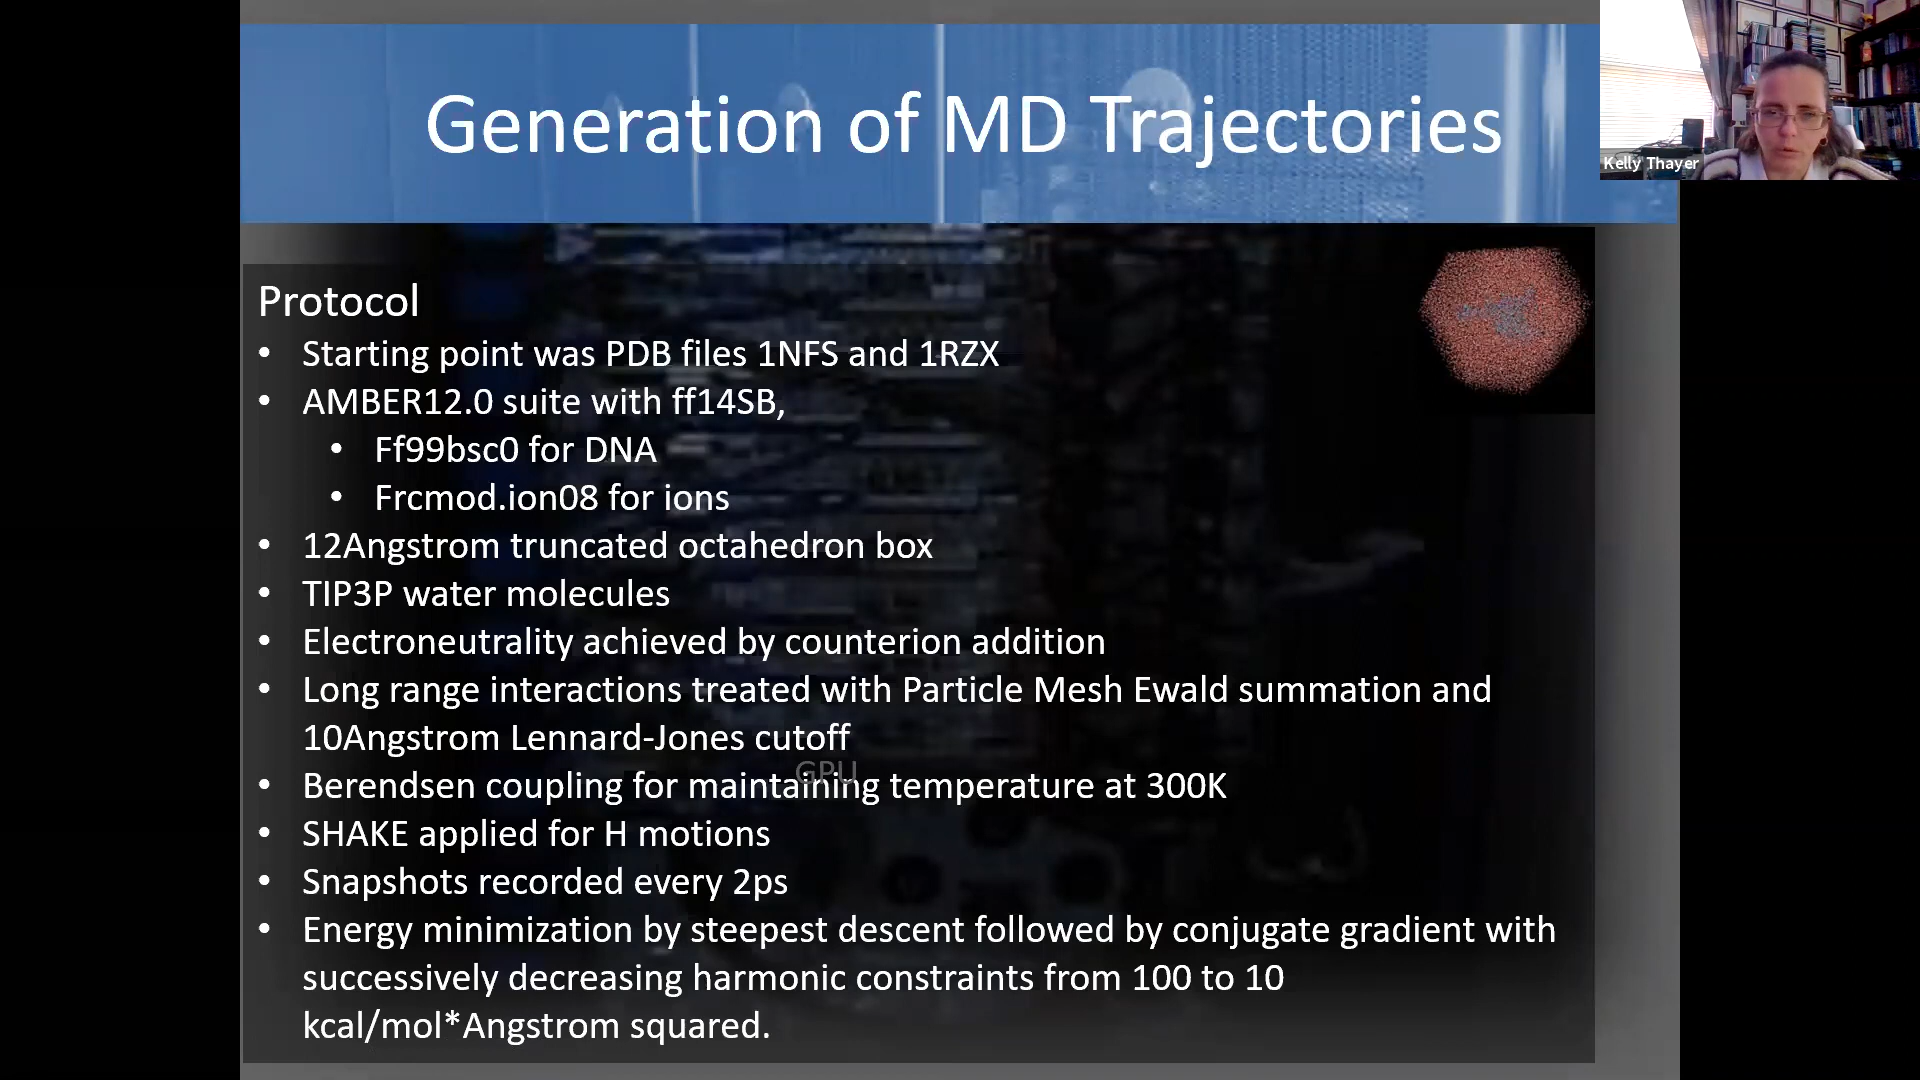 Generation of MD Trajectories
Kelly Thayer
Protocol
• Starting point was PDB files 1NFS and 1RZX
• AMBER12.0 suite with ff14SB,
• Ff99bsc0 for DNA
• Frcmod.ion08 for ions
• 12Angstrom truncated octahedron box
• TIP3P water molecules
• Electroneutrality achieved by counterion addition
• Long range interactions treated with Particle Mesh Ewald summation and
10Angstrom Lennard-Jones cutoff
GPU
• Berendsen coupling for maintaining temperature at 300K
• SHAKE applied for H motions
• Snapshots recorded every 2ps
• Energy minimization by steepest descent followed by conjugate gradient with
successively decreasing harmonic constraints from 100 to 10
kcal/mol*Angstrom squared.